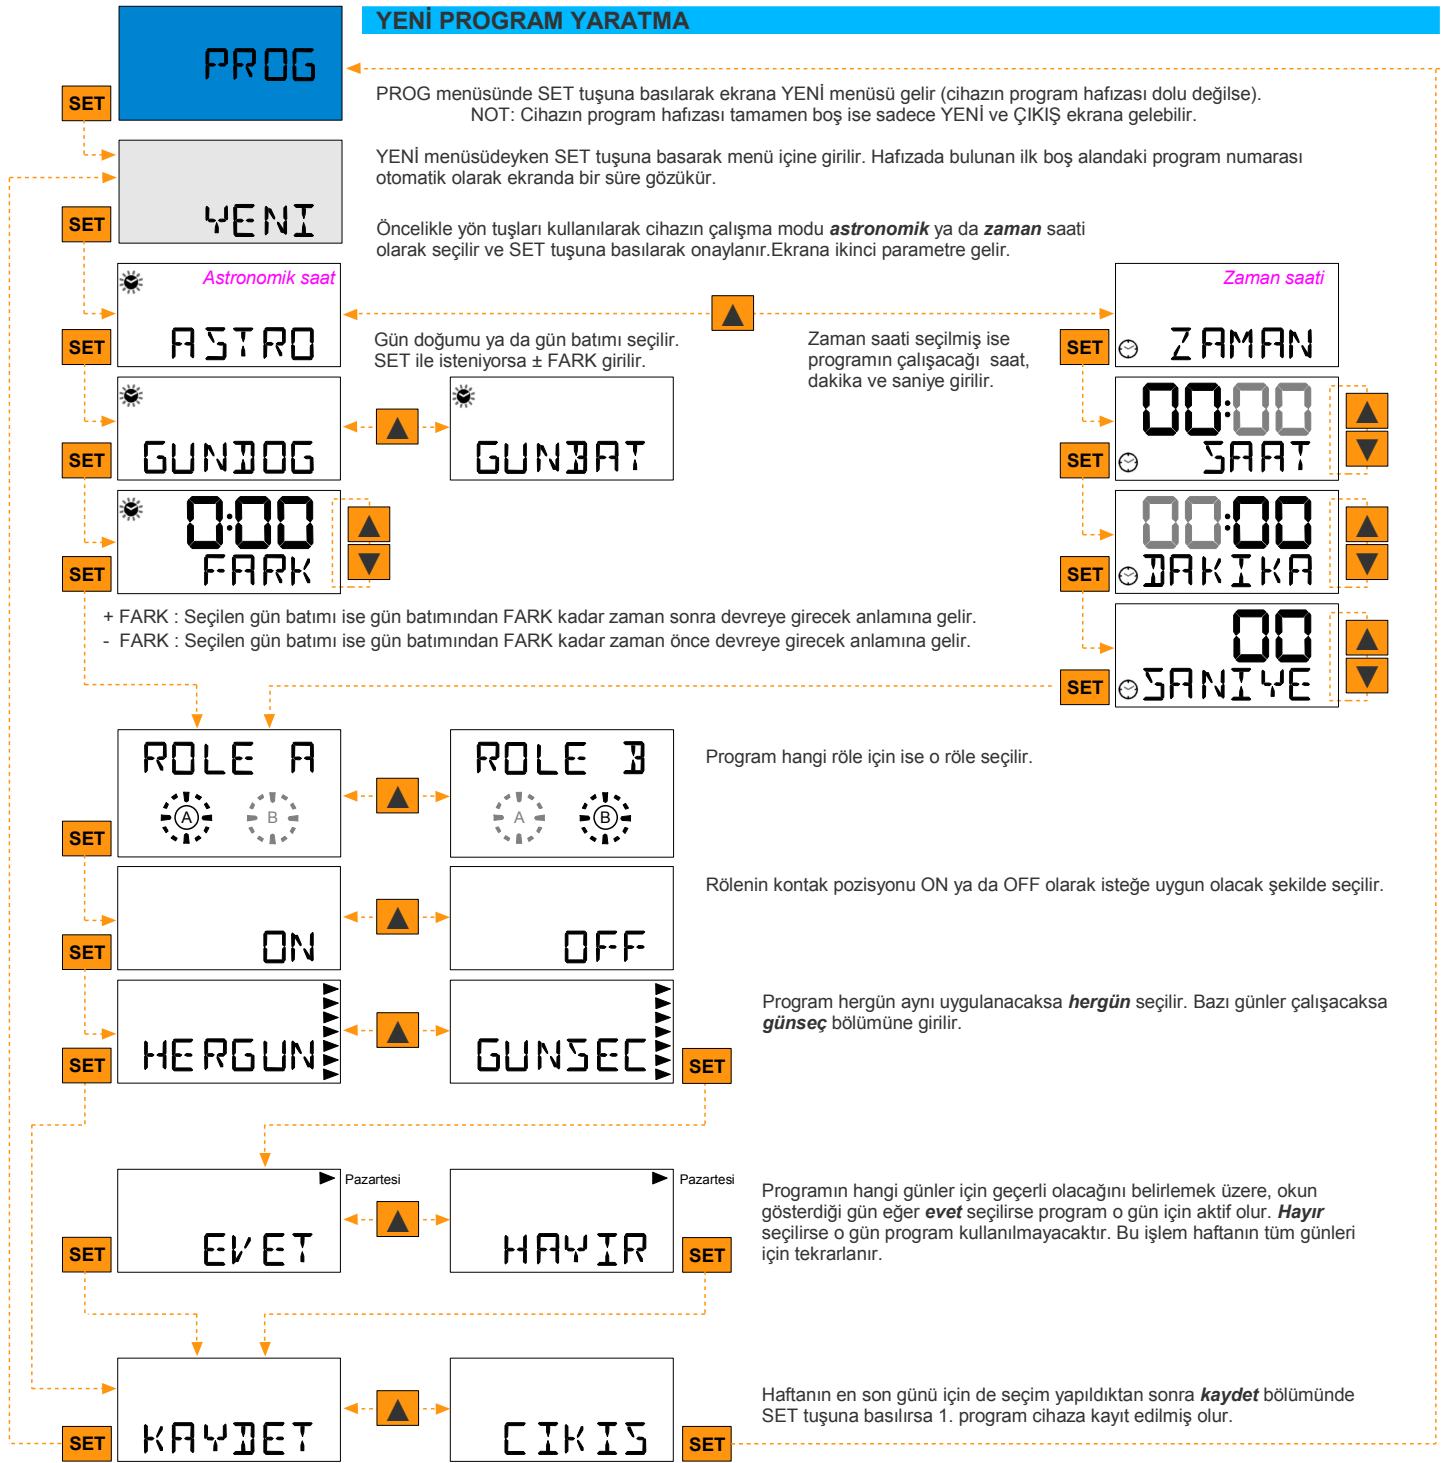 YENİ PROGRAM YARATMA
PROG
SET
PROG menüsünde SET tuşuna basılarak ekrana YENİ menüsü gelir (cihazın program hafızası dolu değilse).
NOT: Cihazın program hafızası tamamen boş ise sadece YENİ ve ÇIKIŞ ekrana gelebilir.
YENI
SET
YENİ menüsüdeyken SET tuşuna basarak menü içine girilir. Hafızada bulunan ilk boş alandaki program numarası
otomatik olarak ekranda bir süre gözükür.
Öncelikle yön tuşları kullanılarak cihazın çalışma modu astronomik ya da zaman saati
olarak seçilir ve SET tuşuna basılarak onaylanır.Ekrana ikinci parametre gelir.
Astronomik saat
ASTRO
SET
▲
Zaman saati
ZAMAN
SET
Gün doğumu ya da gün batımı seçilir.
SET ile isteniyorsa ± FARK girilir.
Zaman saati seçilmiş ise
programın çalışacağı saat,
dakika ve saniye girilir.
GUNDOG
SET
▲
GUNBAT
00:00
SAAT
SET
▲
▼
0:00
FARK
SET
▲
▼
00:00
DAKIKA
SET
▲
▼
+ FARK : Seçilen gün batımı ise gün batımından FARK kadar zaman sonra devreye girecek anlamına gelir.
- FARK : Seçilen gün batımı ise gün batımından FARK kadar zaman önce devreye girecek anlamına gelir.
00
SANIYE
SET
▲
▼
ROLE A
A B
SET
▲
ROLE B
A B
Program hangi röle için ise o röle seçilir.
ON
SET
▲
OFF
Rölenin kontak pozisyonu ON ya da OFF olarak isteğe uygun olacak şekilde seçilir.
HERGUN
SET
▲
GUNSEC
SET
Program hergün aynı uygulanacaksa hergün seçilir. Bazı günler çalışacaksa
günseç bölümüne girilir.
Pazartesi
EVET
SET
▲
Pazartesi
HAYIR
SET
Programın hangi günler için geçerli olacağını belirlemek üzere, okun
gösterdiği gün eğer evet seçilirse program o gün için aktif olur. Hayır
seçilirse o gün program kullanılmayacaktır. Bu işlem haftanın tüm günleri
için tekrarlanır.
KAYDET
SET
▲
CIKIS
SET
Haftanın en son günü için de seçim yapıldıktan sonra kaydet bölümünde
SET tuşuna basılırsa 1. program cihaza kayıt edilmiş olur.